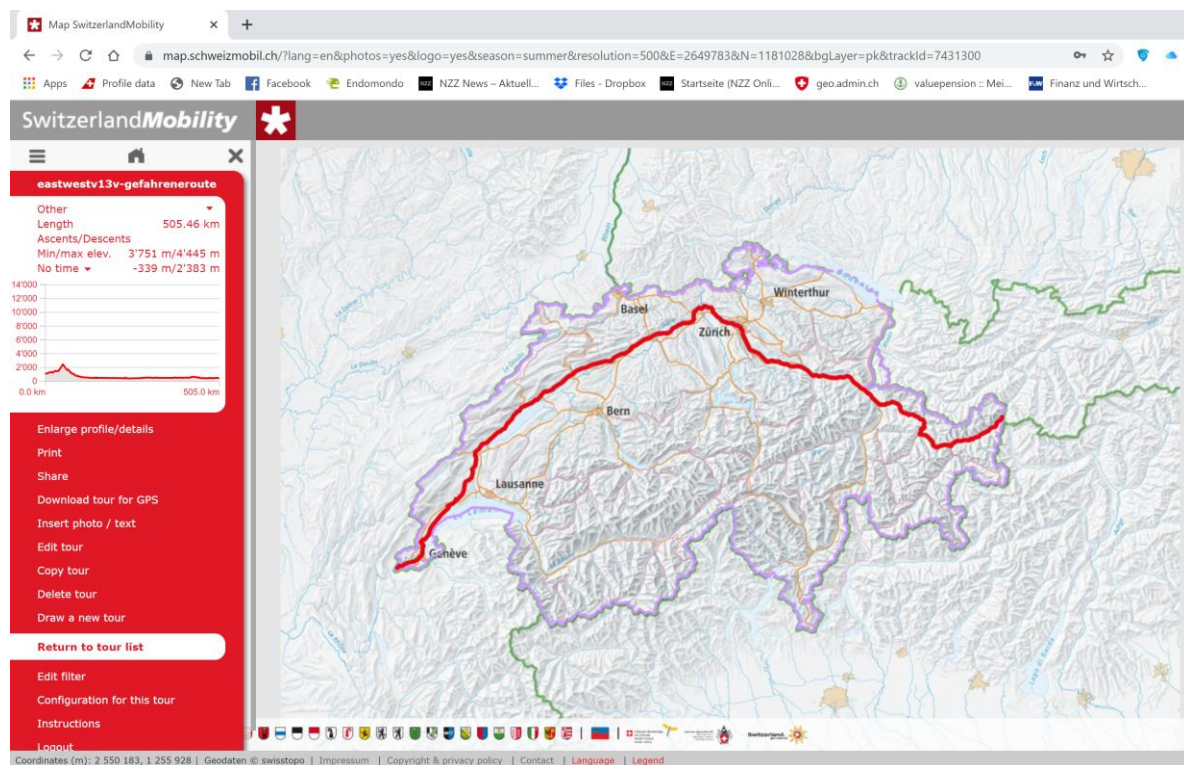 Map SwitzerlandMobility
map.schweizmobil.ch/?lang=en&photos=yes&logo=yes&season=summer&resolution=500&E=2649783&N=1181028&bgLayer=pk&trackId=7431300
Apps Profile data New Tab Facebook Endomondo NZZ NZZ News – Aktuell... Files - Dropbox NZZ Startseite (NZZ Onli... geo.admin.ch valuepension :: Mei... Finanz und Wirtsch...
SwitzerlandMobility
eastwestv13v-gefahreneroute
Other
Length 505.46 km
Ascents/Descents
Min/max elev. 3'751 m/4'445 m
No time -339 m/2'383 m
14'000
12'000
10'000
8'000
6'000
4'000
2'000
0
0.0 km 505.0 km
Enlarge profile/details
Print
Share
Download tour for GPS
Insert photo / text
Edit tour
Copy tour
Delete tour
Draw a new tour
Return to tour list
Edit filter
Configuration for this tour
Instructions
Logout
Winterthur
Basel
Zürich
Bern
Lausanne
Genève
Switzerland.
Coordinates (m): 2 550 183, 1 255 928 | Geodaten © swisstopo | Impressum | Copyright & privacy policy | Contact | Language | Legend